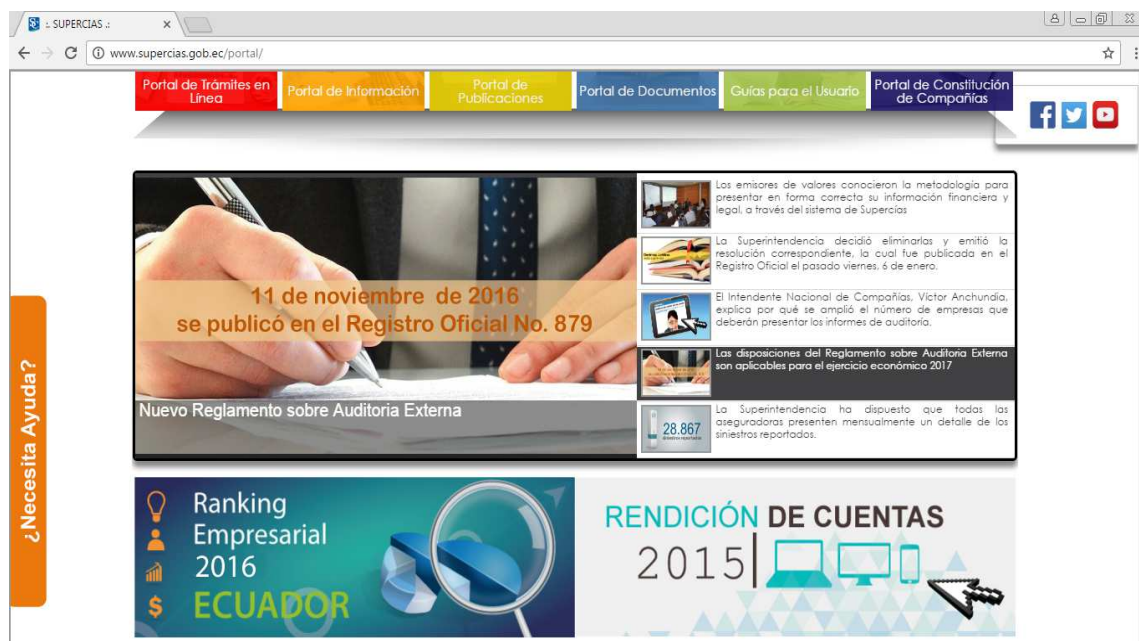 .: SUPERCIAS .:
www.supercias.gob.ec/portal/
Portal de Trámites en
Línea
Portal de Información
Portal de
Publicaciones
Portal de Documentos
Guías para el Usuario
Portal de Constitución
de Compañías
11 de noviembre de 2016
se publicó en el Registro Oficial No. 879
Nuevo Reglamento sobre Auditoria Externa
Los emisores de valores conocieron la metodología para
presentar en forma correcta su información financiera y
legal, a través del sistema de Supercías
La Superintendencia decidió eliminarlas y emitió la
resolución correspondiente, la cual fue publicada en el
Registro Oficial el pasado viernes, 6 de enero.
El Intendente Nacional de Compañías, Víctor Anchundia,
explica por qué se amplió el número de empresas que
deberán presentar los informes de auditoría.
Las disposiciones del Reglamento sobre Auditoria Externa
son aplicables para el ejercicio económico 2017
28.867
La Superintendencia ha dispuesto que todas las
aseguradoras presenten mensualmente un detalle de los
siniestros reportados.
¿Necesita Ayuda?
Ranking
Empresarial
2016
ECUADOR
RENDICIÓN DE CUENTAS
2015